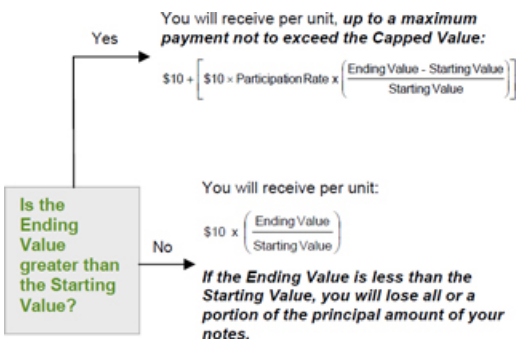 You will receive per unit, up to a maximum
Yes
payment not to exceed the Capped Value:
$10 + [$10 × Participation Rate x (Ending Value - Starting Value / Starting Value)]
You will receive per unit:
Is the
Ending
Value
greater than
the Starting
Value?
$10 x (Ending Value / Starting Value)
No
If the Ending Value is less than the
Starting Value, you will lose all or a
portion of the principal amount of your
notes.